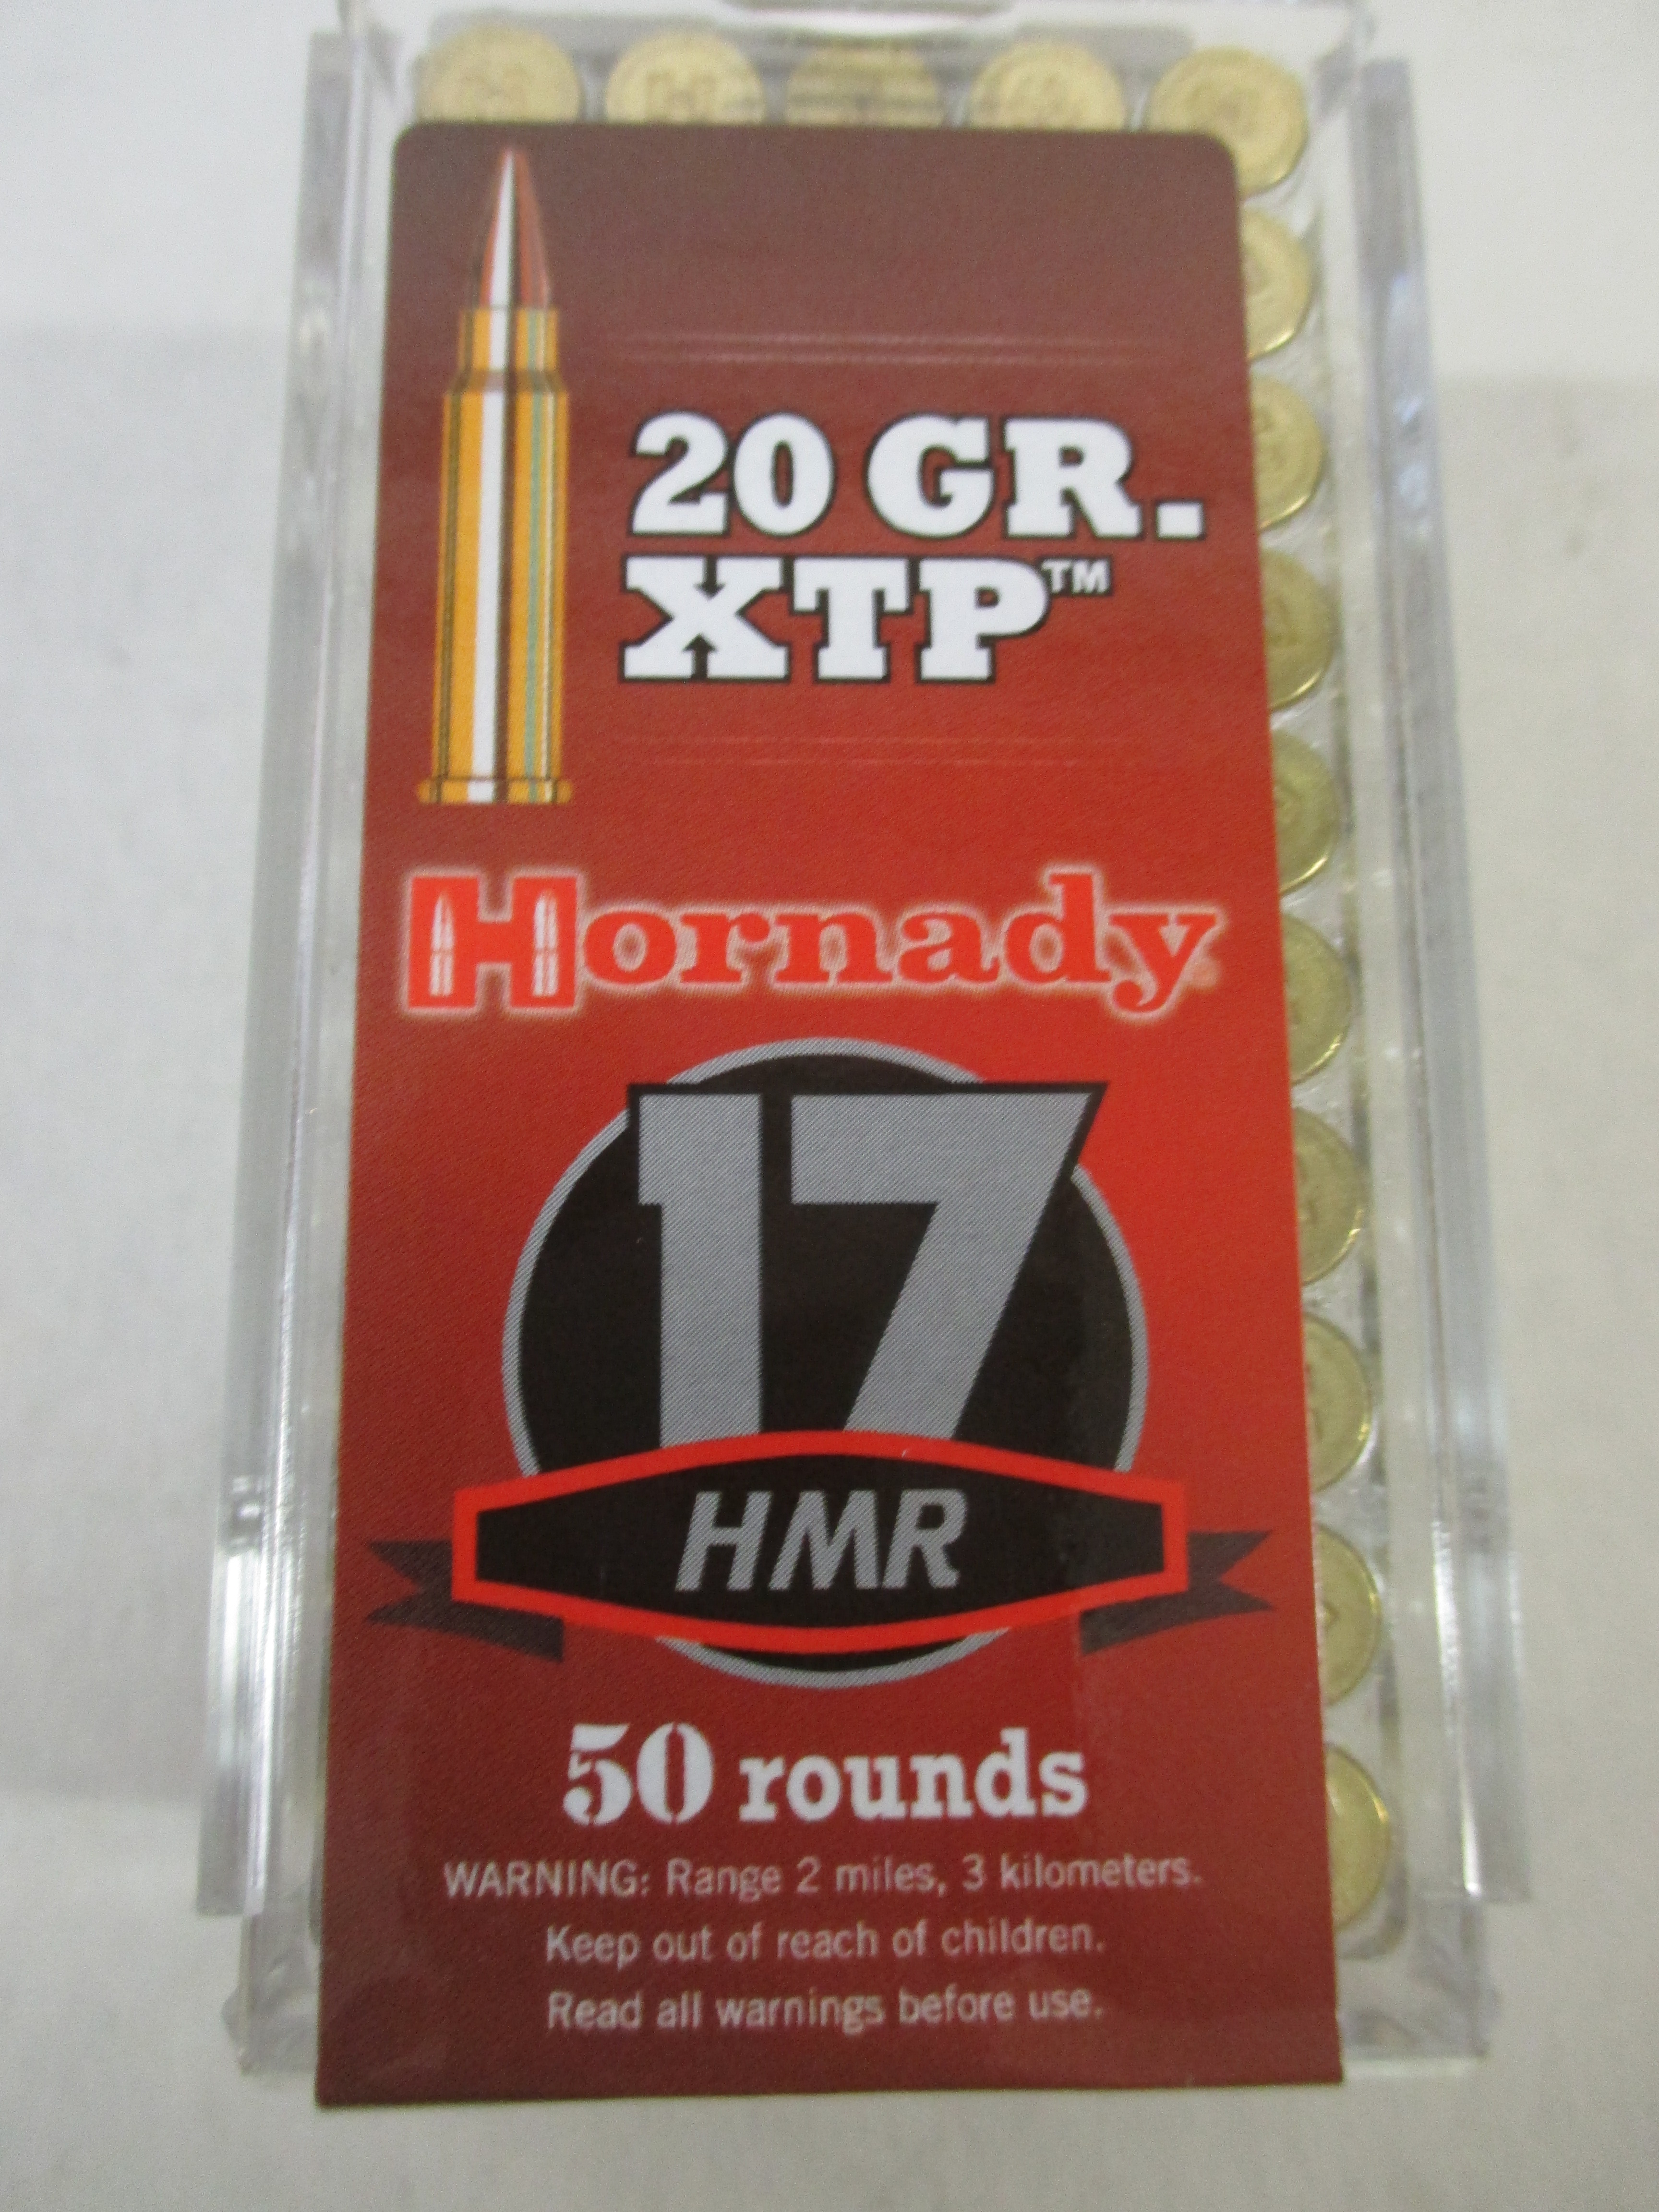 20 GR.
XTP™
Hornady
17
HMR
50 rounds
WARNING: Range 2 miles, 3 kilometers.
Keep out of reach of children.
Read all warnings before use.